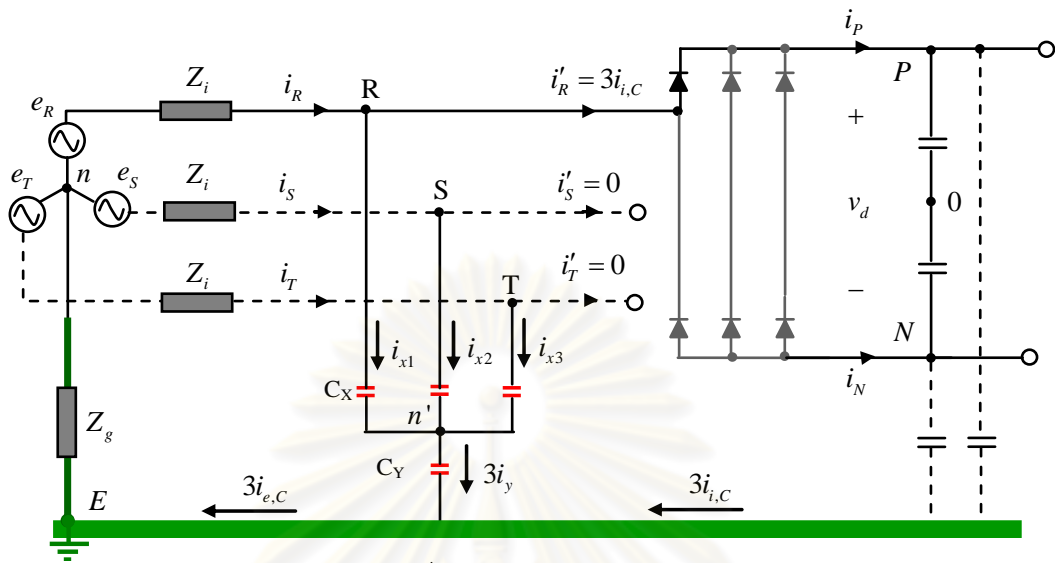 i_P
Z_i
i_R
R
i'_R = 3i_{i,C}
P
e_R
+
e_T
n
e_S
Z_i
i_S
S
i'_S = 0
v_d
0
Z_i
i_T
T
i'_T = 0
−
N
i_{x1}
i_{x2}
i_{x3}
C_X
i_N
n'
Z_g
C_Y
3i_y
E
3i_{e,C}
3i_{i,C}